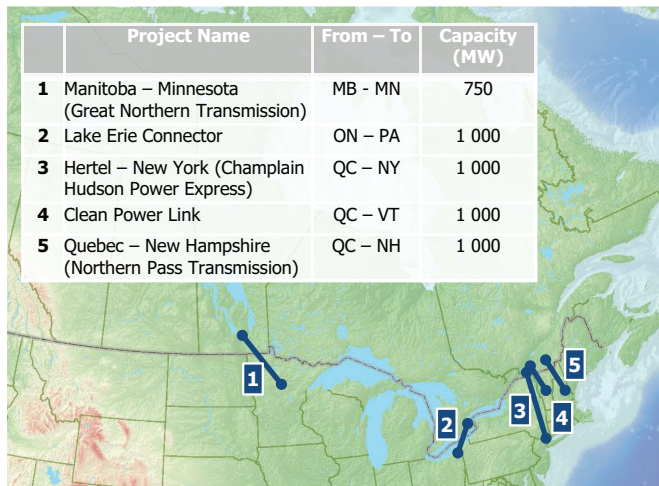 Project Name From – To Capacity
(MW)
1 Manitoba – Minnesota MB - MN 750
(Great Northern Transmission)
2 Lake Erie Connector ON – PA 1 000
3 Hertel – New York (Champlain QC – NY 1 000
Hudson Power Express)
4 Clean Power Link QC – VT 1 000
5 Quebec – New Hampshire QC – NH 1 000
(Northern Pass Transmission)
1
2
3
4
5